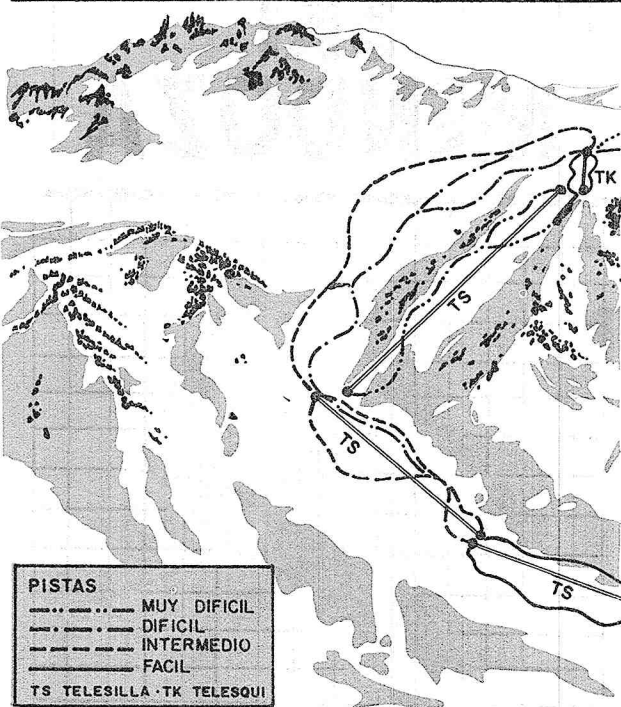 TK
TS
TS
TS
PISTAS
MUY DIFICIL
DIFICIL
INTERMEDIO
FACIL
TS TELESILLA · TK TELESQUI